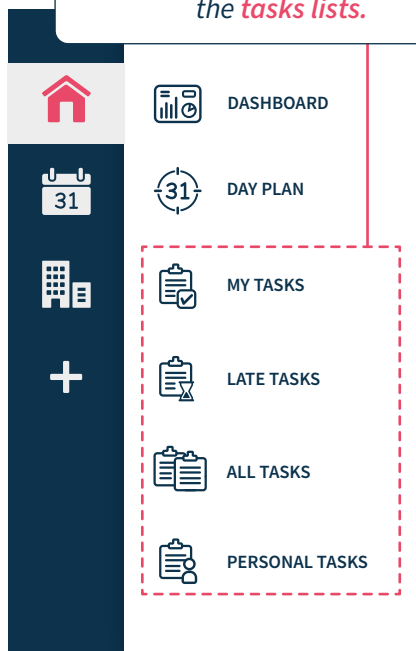 the tasks lists.
DASHBOARD
31
31
DAY PLAN
MY TASKS
LATE TASKS
ALL TASKS
PERSONAL TASKS